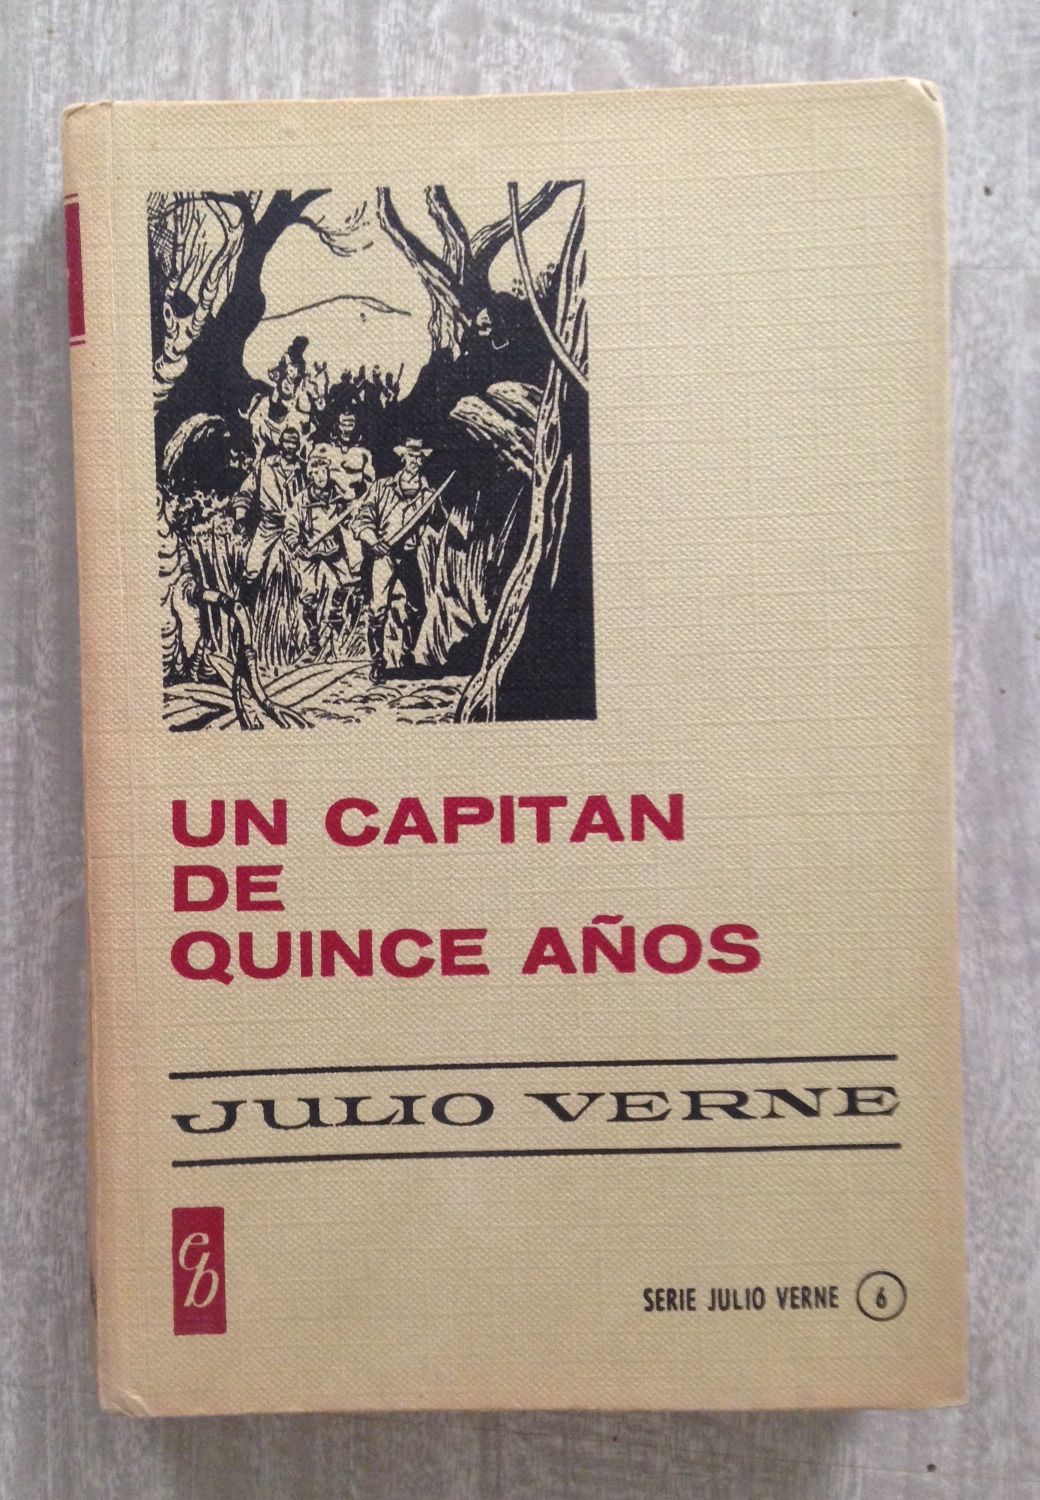 UN CAPITAN
DE
QUINCE AÑOS
JULIO VERNE
eb
SERIE JULIO VERNE 6